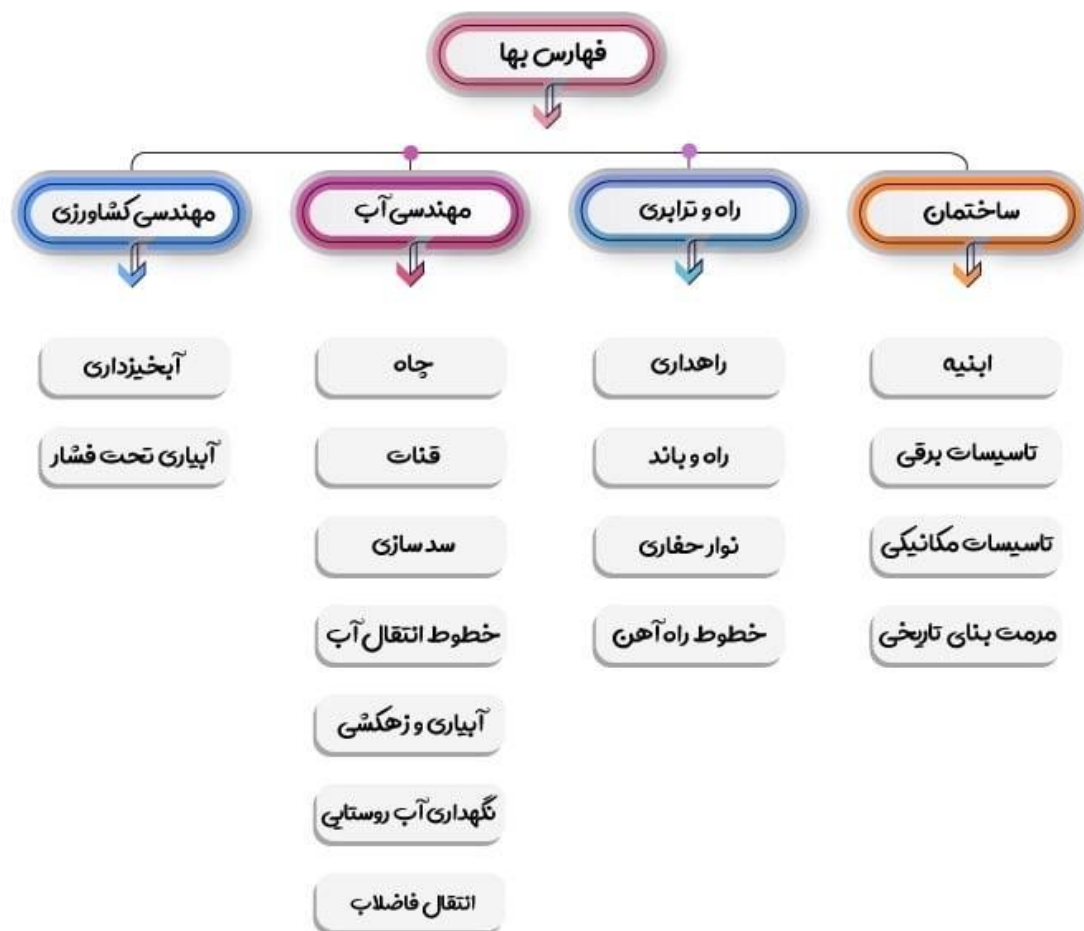 فهارس بها
ساختمان
راه و ترابری
مهندسی آب
مهندسی کشاورزی
ابنیه
تاسیسات برقی
تاسیسات مکانیکی
مرمت بنای تاریخی
راهداری
راه و باند
نوار حفاری
خطوط راه آهن
چاه
قنات
سد سازی
خطوط انتقال آب
آبیاری و زهکشی
نگهداری آب روستایی
انتقال فاضلاب
آبخیزداری
آبیاری تحت فشار